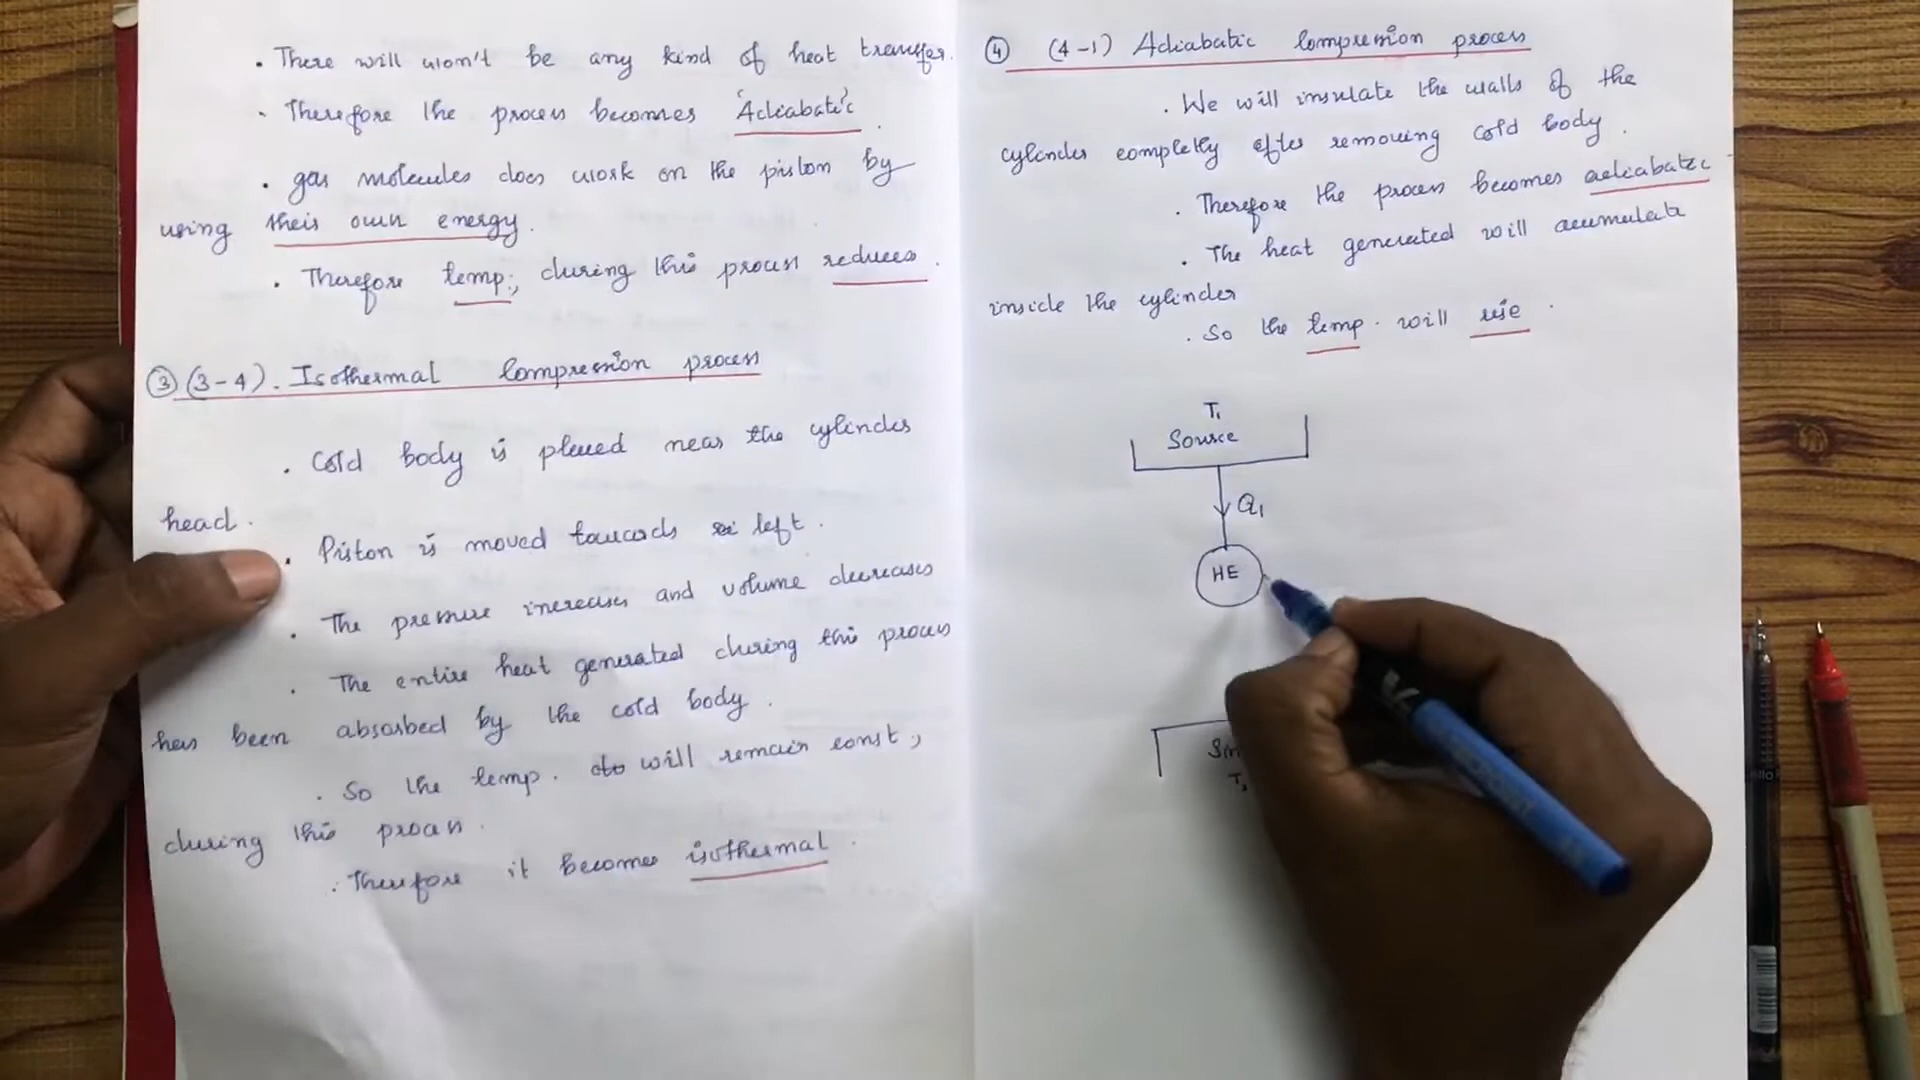 . There will won't be any kind of heat transfer.
. Therefore the process becomes 'Adiabatic'.
. gas molecules does work on the piston by
using their own energy.
. Therefore temp;, during this process reduces.
③ (3-4). Isothermal Compression process
. Cold body is placed near the cylinder
head.
. Piston is moved towards left.
. The pressure increases and volume decreases
. The entire heat generated during this process
has been absorbed by the cold body.
. So the temp. will remain const;
during this process.
. Therefore it becomes isothermal.
④ (4-1) Adiabatic Compression process
. We will insulate the walls of the
cylinder completly after removing cold body.
. Therefore the process becomes adiabatic
. The heat generated will accumulate
inside the cylinder
. So the temp. will rise.
T₁
Source
Q₁
HE